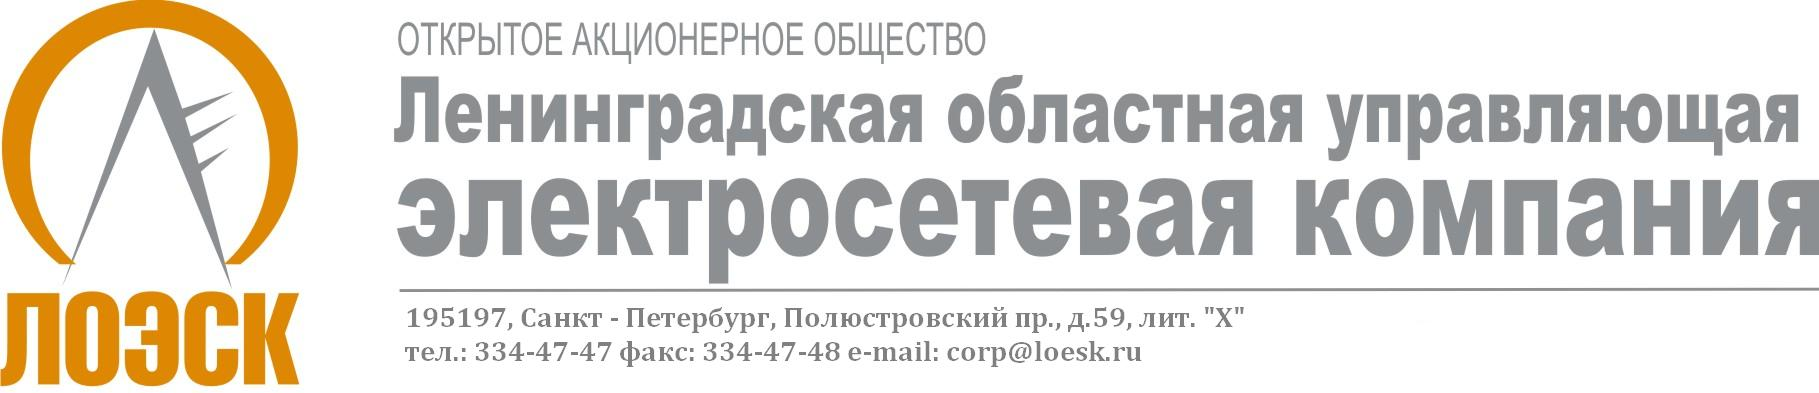 ОТКРЫТОЕ АКЦИОНЕРНОЕ ОБЩЕСТВО
Ленинградская областная управляющая
электросетевая компания
ЛОЭСК
195197, Санкт - Петербург, Полюстровский пр., д.59, лит. "Х"
тел.: 334-47-47 факс: 334-47-48 e-mail: corp@loesk.ru